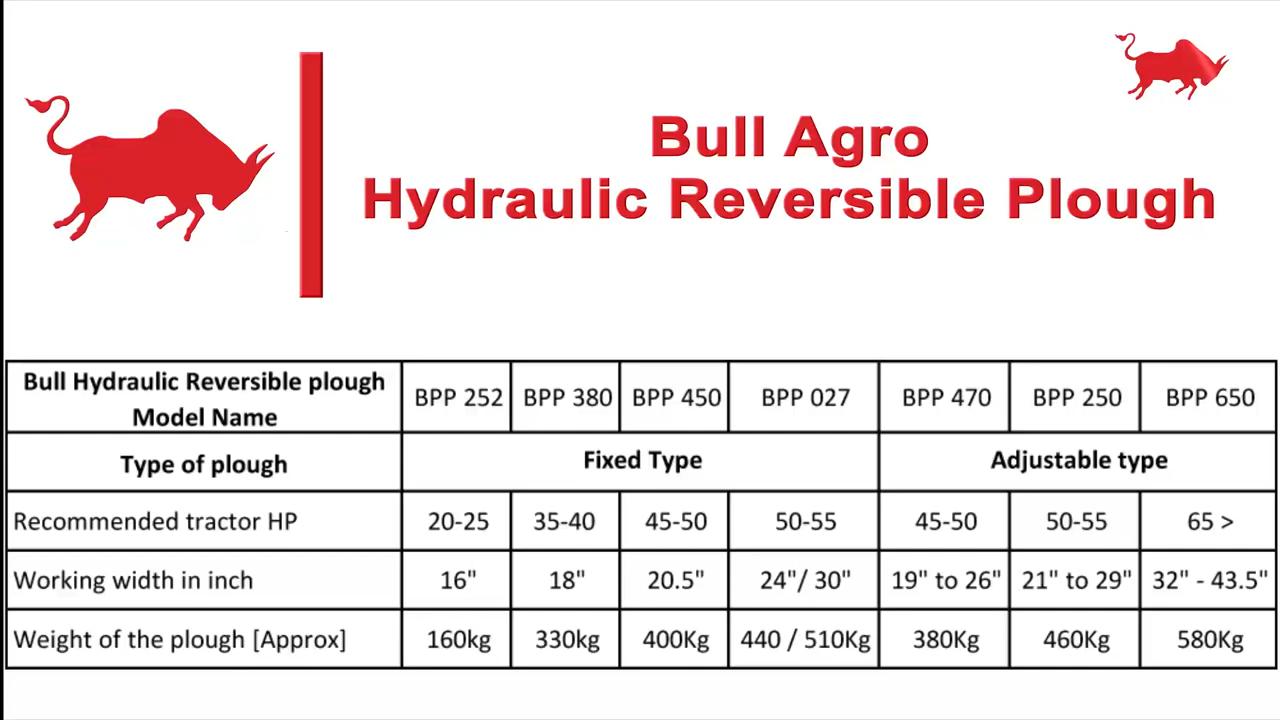 Bull Agro
Hydraulic Reversible Plough
Bull Hydraulic Reversible plough Model Name BPP 252 BPP 380 BPP 450 BPP 027 BPP 470 BPP 250 BPP 650
Type of plough Fixed Type Adjustable type
Recommended tractor HP 20-25 35-40 45-50 50-55 45-50 50-55 65 >
Working width in inch 16" 18" 20.5" 24"/ 30" 19" to 26" 21" to 29" 32" - 43.5"
Weight of the plough [Approx] 160kg 330kg 400Kg 440 / 510Kg 380Kg 460Kg 580Kg